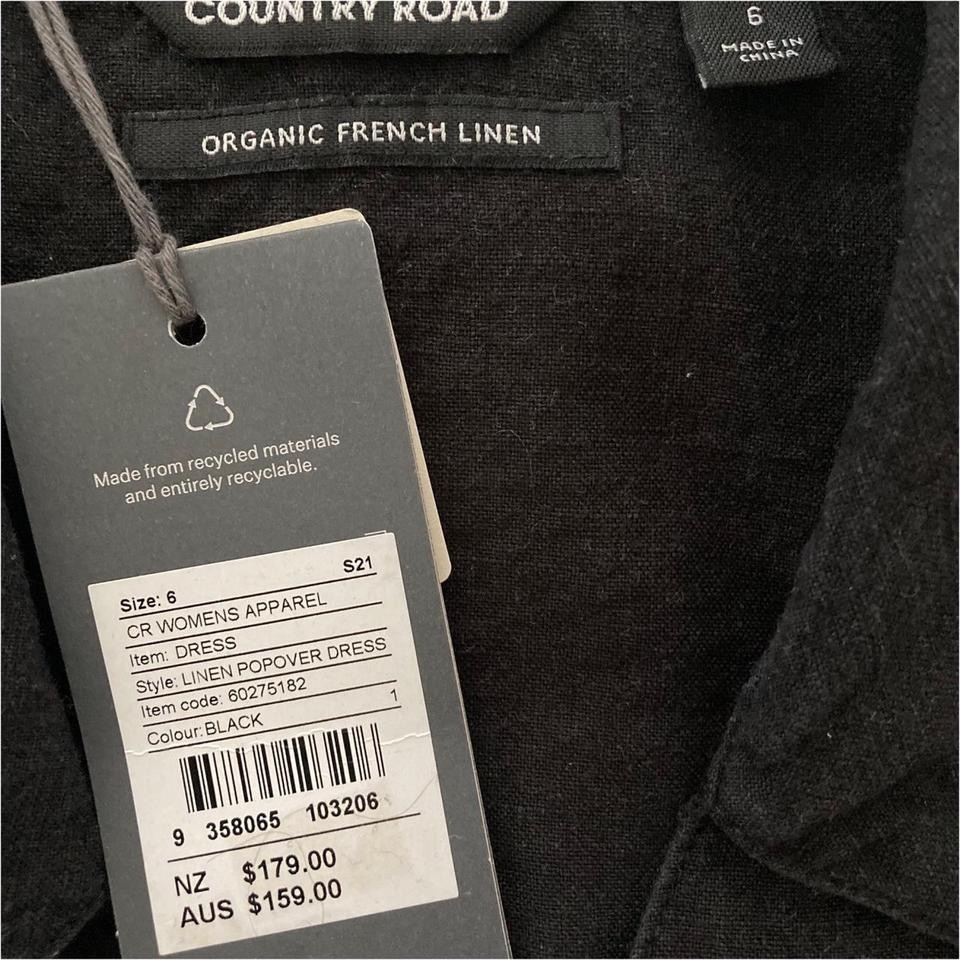 COUNTRY ROAD
6
MADE IN
CHINA
ORGANIC FRENCH LINEN
Made from recycled materials
and entirely recyclable.
Size: 6 S21
CR WOMENS APPAREL
Item: DRESS
Style: LINEN POPOVER DRESS
Item code: 60275182
Colour: BLACK 1
9 358065 103206
NZ $179.00
AUS $159.00